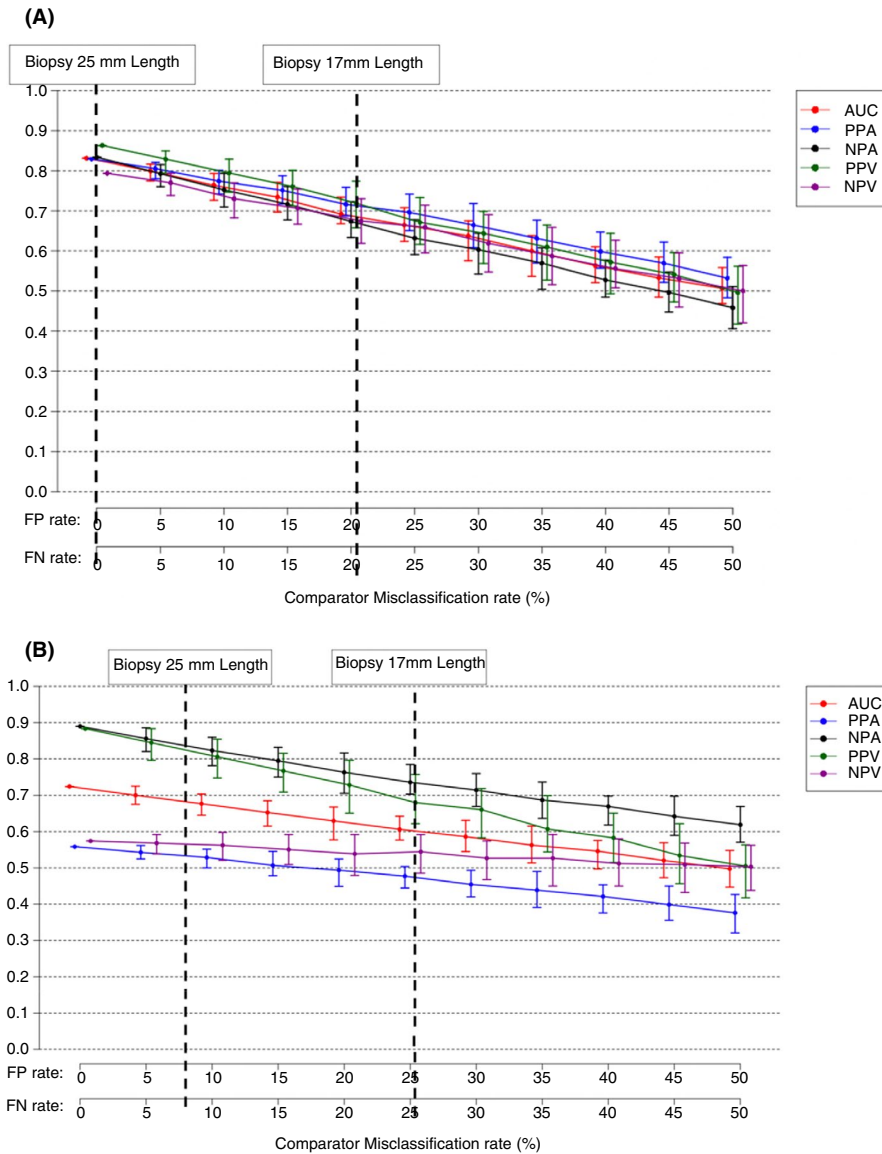 (A)
Biopsy 25 mm Length
Biopsy 17mm Length
1.0
0.9
0.8
0.7
0.6
0.5
0.4
0.3
0.2
0.1
0.0
AUC
PPA
NPA
PPV
NPV
FP rate: 0 5 10 15 20 25 30 35 40 45 50
FN rate: 0 5 10 15 20 25 30 35 40 45 50
Comparator Misclassification rate (%)
(B)
Biopsy 25 mm Length
Biopsy 17mm Length
1.0
0.9
0.8
0.7
0.6
0.5
0.4
0.3
0.2
0.1
0.0
AUC
PPA
NPA
PPV
NPV
FP rate: 0 5 10 15 20 25 30 35 40 45 50
FN rate: 0 5 10 15 20 25 30 35 40 45 50
Comparator Misclassification rate (%)